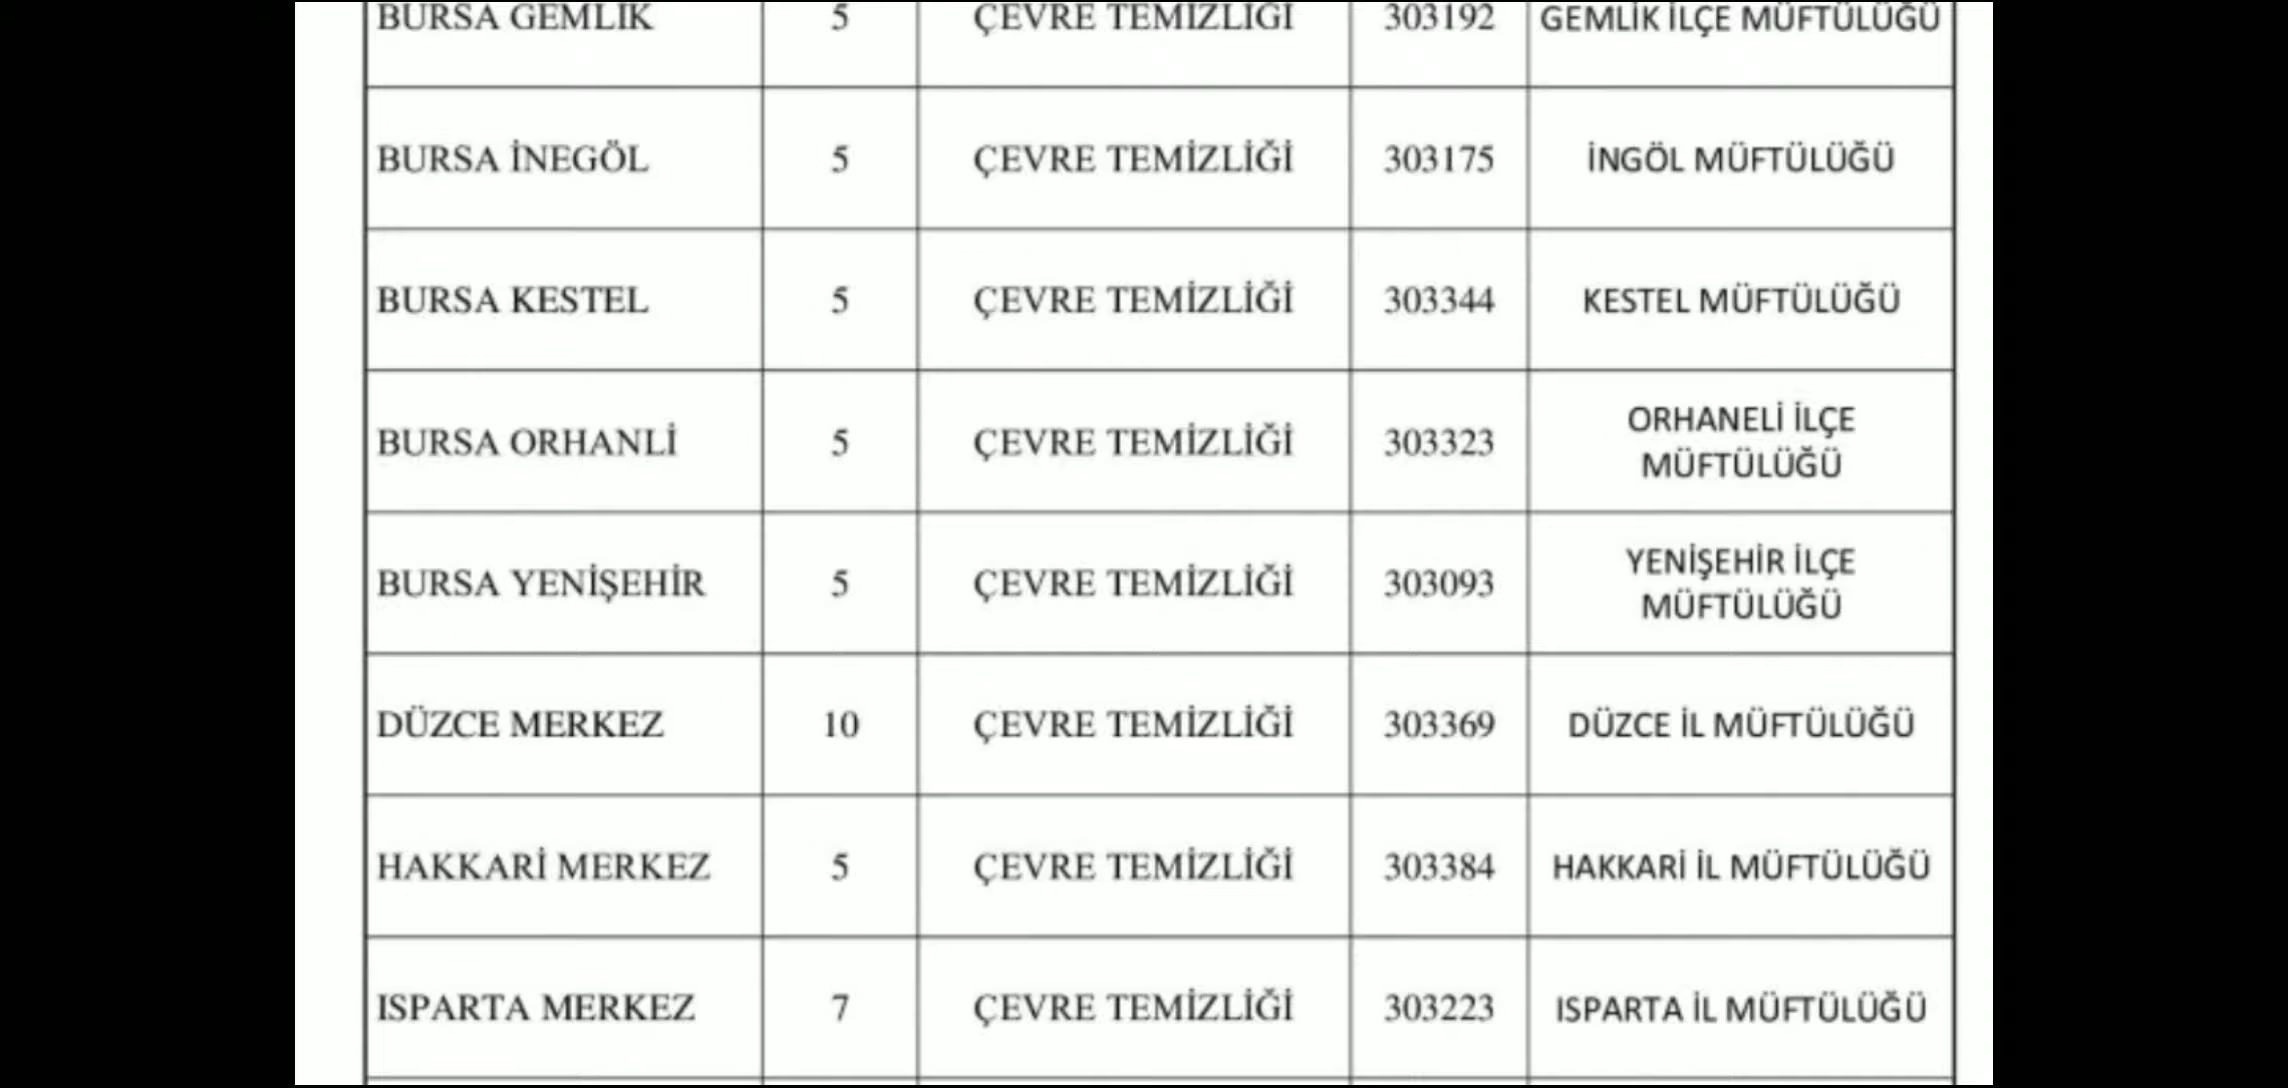 BURSA GEMLİK 5 ÇEVRE TEMİZLİĞİ 303192 GEMLİK İLÇE MÜFTÜLÜĞÜ
BURSA İNEGÖL 5 ÇEVRE TEMİZLİĞİ 303175 İNGÖL MÜFTÜLÜĞÜ
BURSA KESTEL 5 ÇEVRE TEMİZLİĞİ 303344 KESTEL MÜFTÜLÜĞÜ
BURSA ORHANLİ 5 ÇEVRE TEMİZLİĞİ 303323 ORHANELİ İLÇE
MÜFTÜLÜĞÜ
BURSA YENİŞEHİR 5 ÇEVRE TEMİZLİĞİ 303093 YENİŞEHİR İLÇE
MÜFTÜLÜĞÜ
DÜZCE MERKEZ 10 ÇEVRE TEMİZLİĞİ 303369 DÜZCE İL MÜFTÜLÜĞÜ
HAKKARİ MERKEZ 5 ÇEVRE TEMİZLİĞİ 303384 HAKKARİ İL MÜFTÜLÜĞÜ
ISPARTA MERKEZ 7 ÇEVRE TEMİZLİĞİ 303223 ISPARTA İL MÜFTÜLÜĞÜ